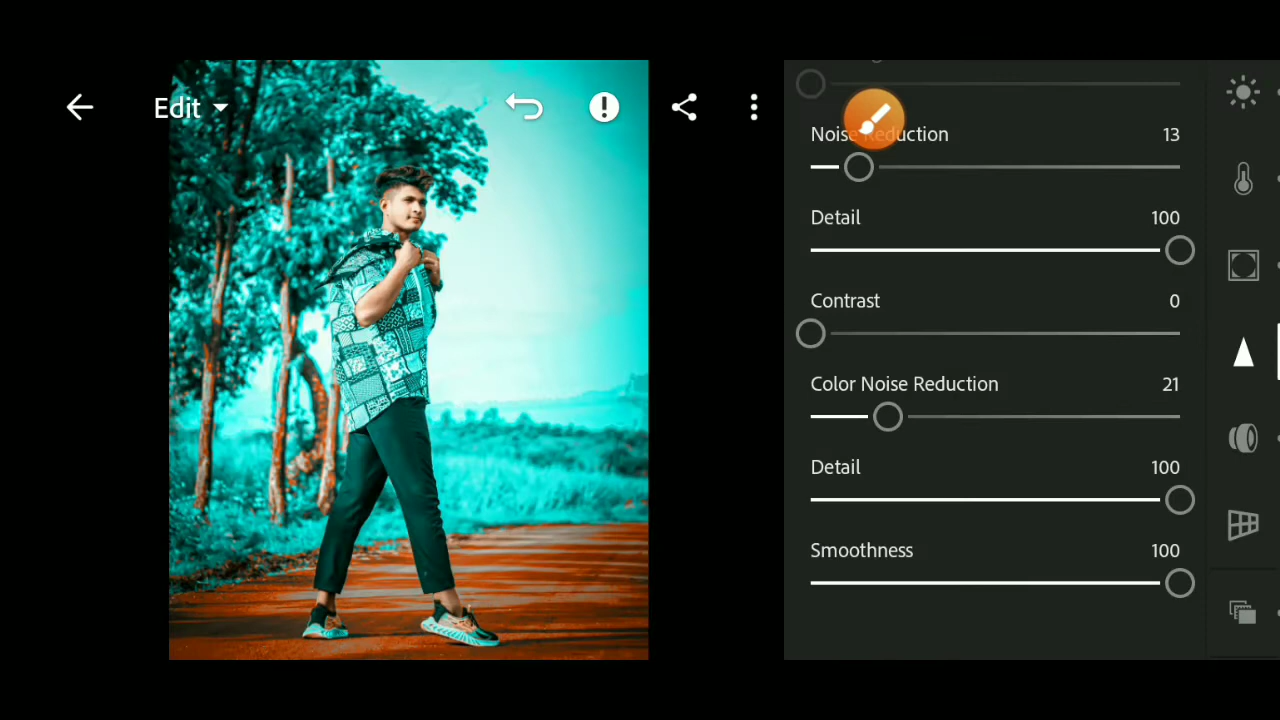 Edit
Noise Reduction 13
Detail 100
Contrast 0
Color Noise Reduction 21
Detail 100
Smoothness 100